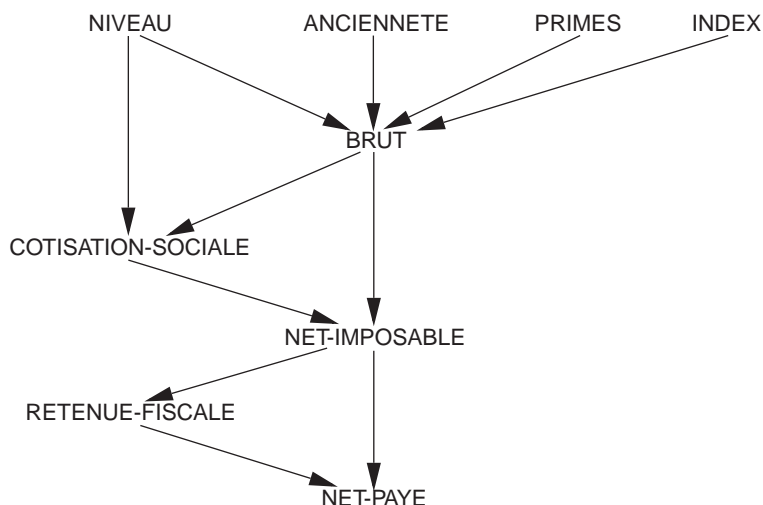 NIVEAU ANCIENNETE PRIMES INDEX
BRUT
COTISATION-SOCIALE
NET-IMPOSABLE
RETENUE-FISCALE
NET-PAYE